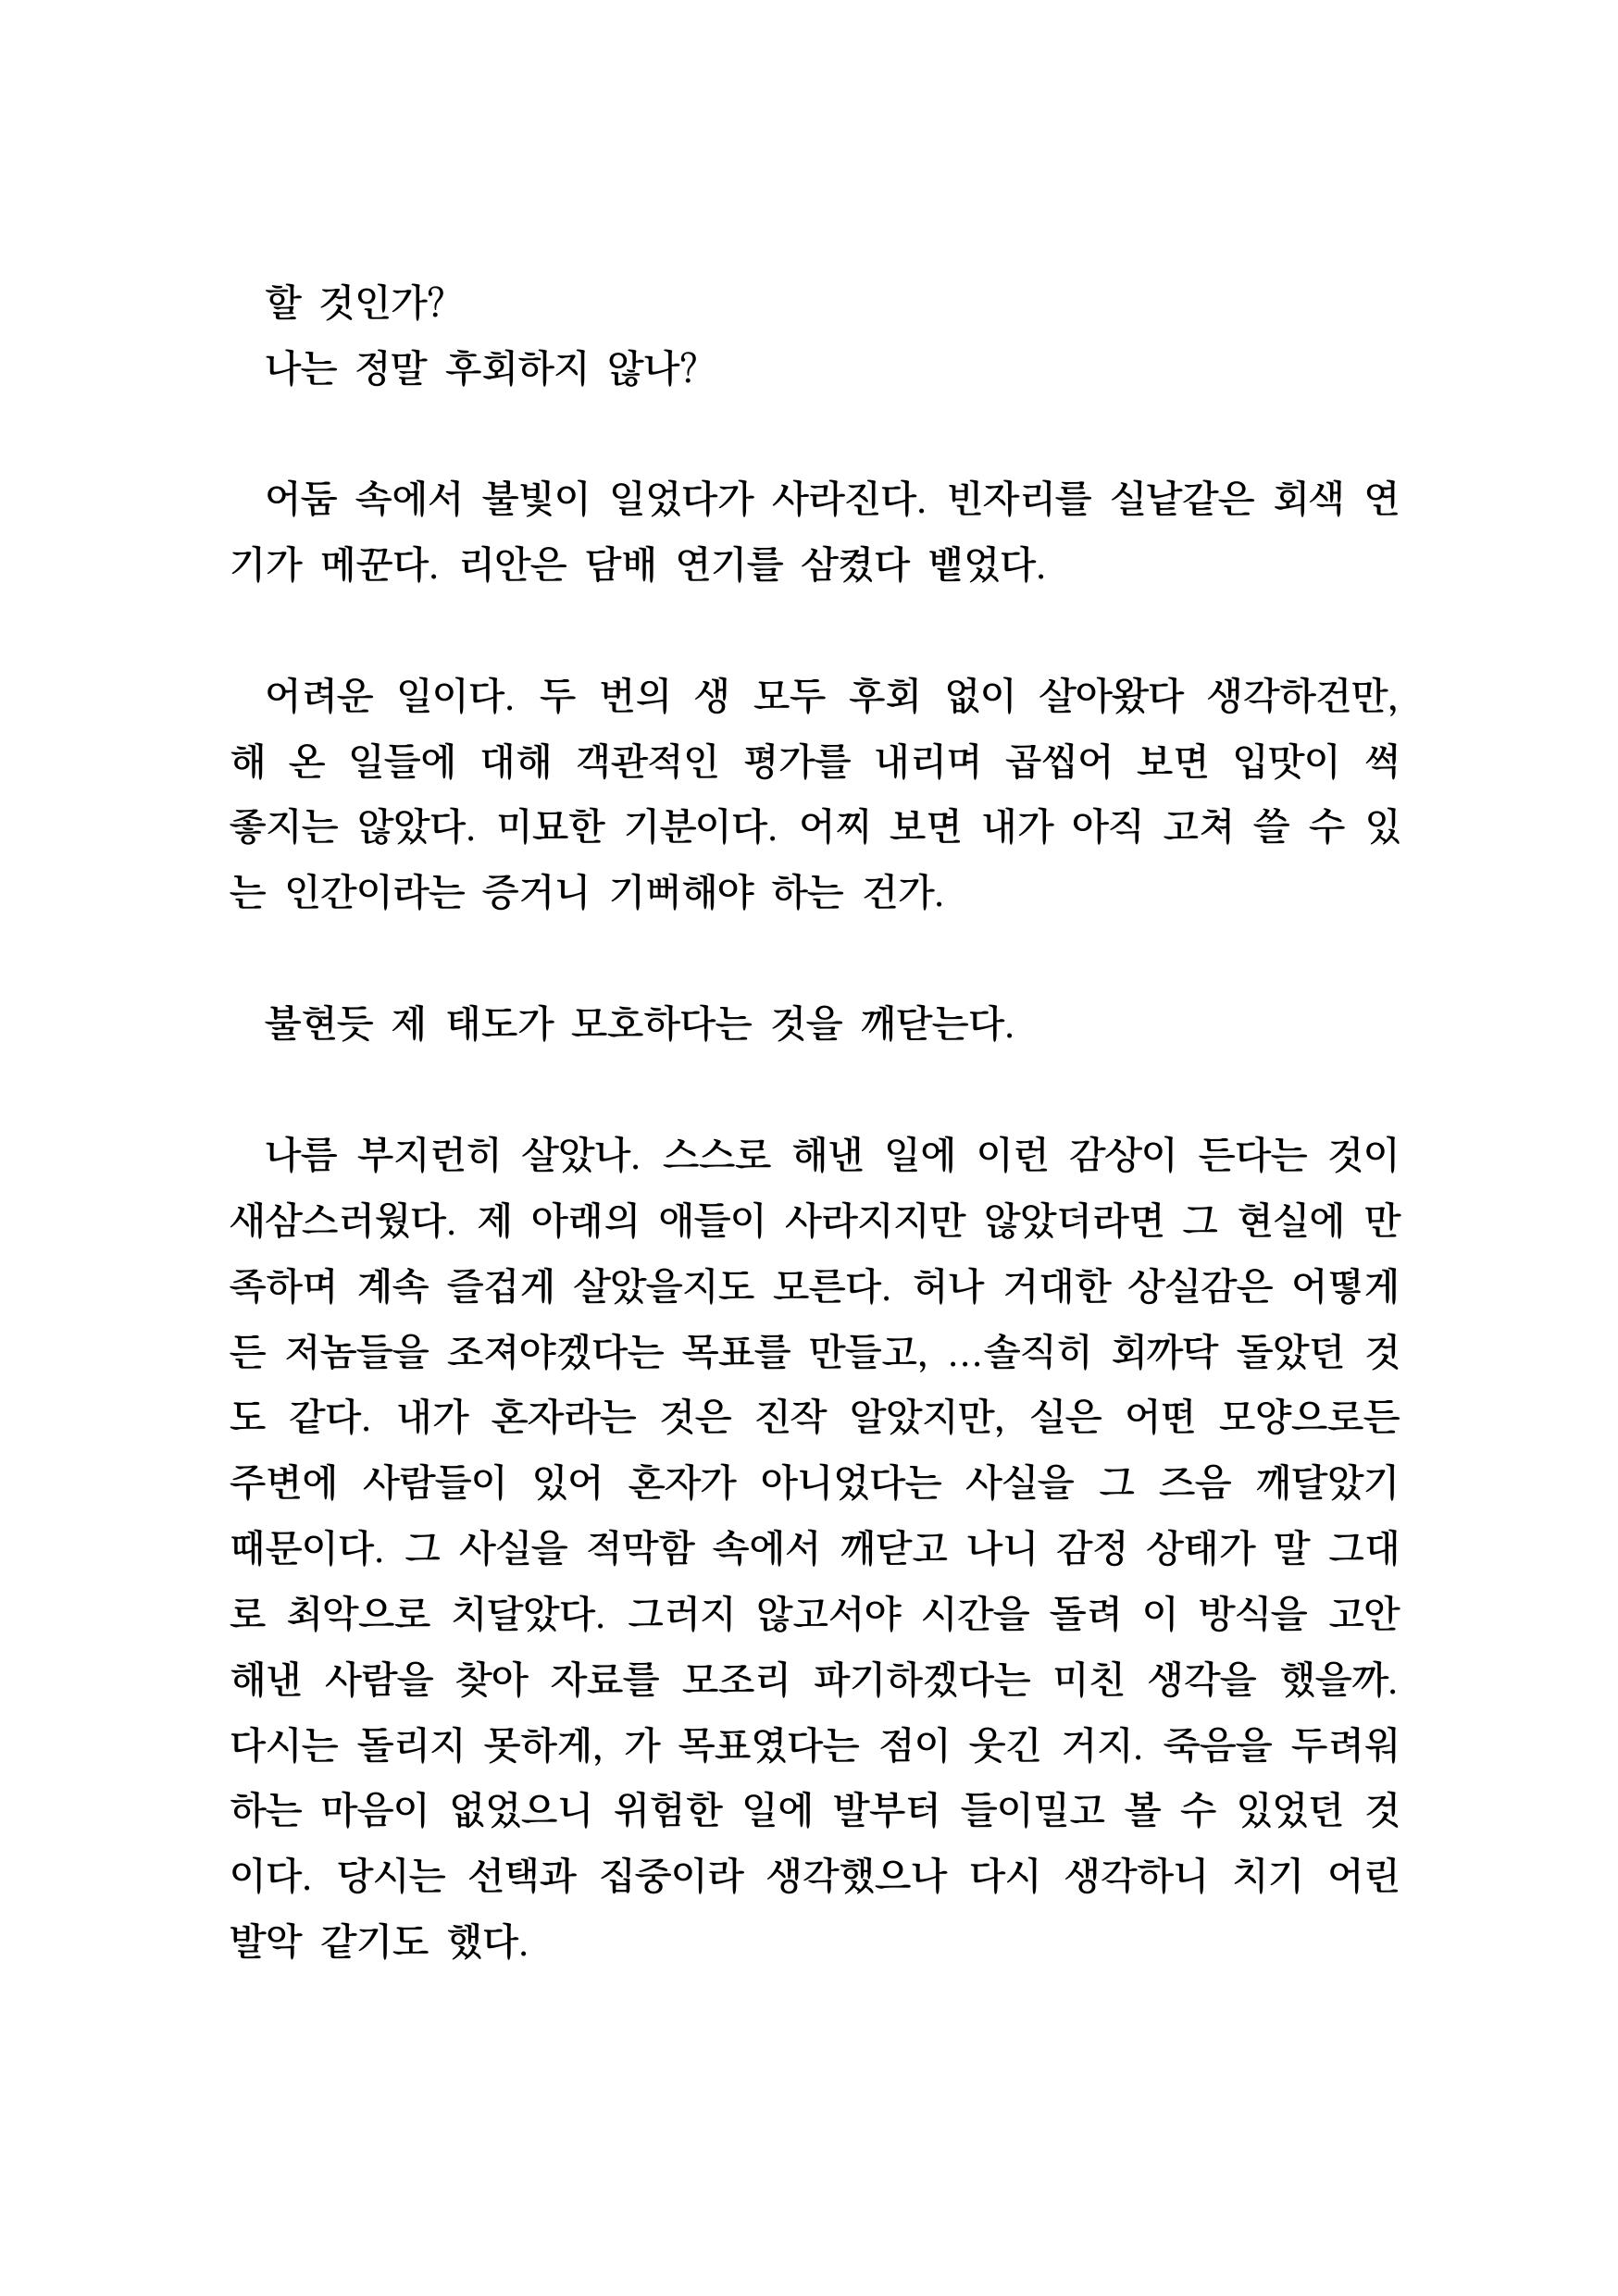 할 것인가?
나는 정말 후회하지 않나?
어둠 속에서 불빛이 일었다가 사라진다. 빈자리를 실낱같은 회색 연
기가 메꾼다. 리안은 담배 연기를 삼켰다 뱉었다.
어려운 일이다. 두 번의 생 모두 후회 없이 살아왔다 생각하건만,
해 온 일들에 대해 객관적인 평가를 내리며 곱씹어 보면 입맛이 썩
좋지는 않았다. 미묘한 기분이다. 어찌 보면 내가 아직 고쳐 쓸 수 있
는 인간이라는 증거니 기뻐해야 하는 건가.
불현듯 제 태도가 모호하다는 것을 깨닫는다.
나름 부지런히 살았나. 스스로 해낸 일에 이런 감상이 든다는 것이
새삼스러웠다. 제 아래의 애들이 사라지지만 않았더라면 그 현실에 만
족하며 계속 즐겁게 살았을지도 모른다. 허나 거대한 상실감은 어떻게
든 저놈들을 조져야겠다는 목표를 만들고, …솔직히 회까닥 돌았던 것
도 같다. 내가 혼자라는 것은 진작 알았지만, 실은 어떤 모양으로든
주변에 사람들이 있어 혼자가 아니었다는 사실을 그 즈음 깨달았기
때문이다. 그 사실을 적막함 속에서 깨닫고 나니 감정 상태가 말 그대
로 최악으로 치달았다. 그러지 않고서야 시간을 돌려 이 방식을 고안
해낸 사람을 찾아 자료를 모조리 파기하겠다는 미친 생각을 했을까.
다시는 돌리지 못하게, 가 목표였다는 점이 웃긴 거지. 죽음을 두려워
하는 마음이 없었으니 위험한 일에 발부터 들이밀고 볼 수 있었던 것
이다. 당시는 선택과 집중이라 생각했으나 다시 생각하니 치기 어린
발악 같기도 했다.